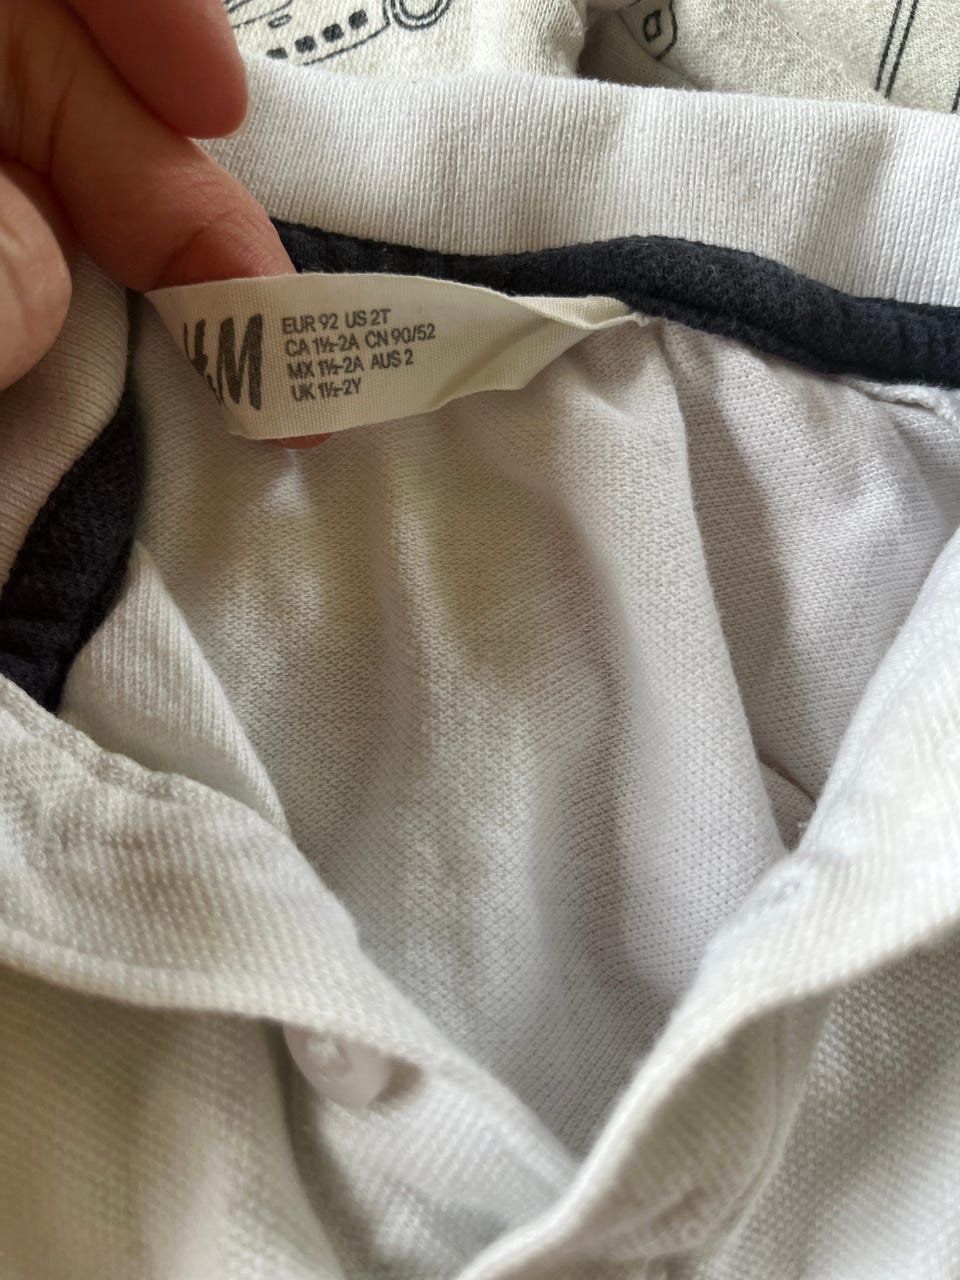 H&M
EUR 92 US 2T
CA 1½-2A CN 90/52
MX 1½-2A AUS 2
UK 1½-2Y